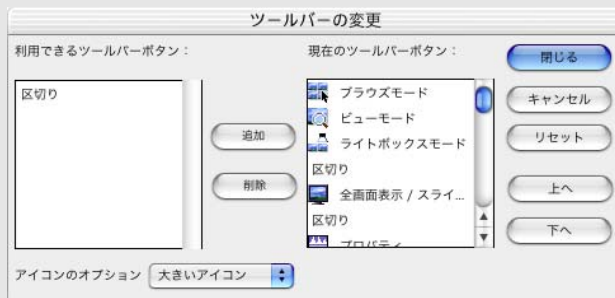 ツールバーの変更
利用できるツールバーボタン：
区切り
追加
削除
現在のツールバーボタン：
ブラウズモード
ビューモード
ライトボックスモード
区切り
全画面表示 / スライ...
区切り
プロパティ
閉じる
キャンセル
リセット
上へ
下へ
アイコンのオプション
大きいアイコン